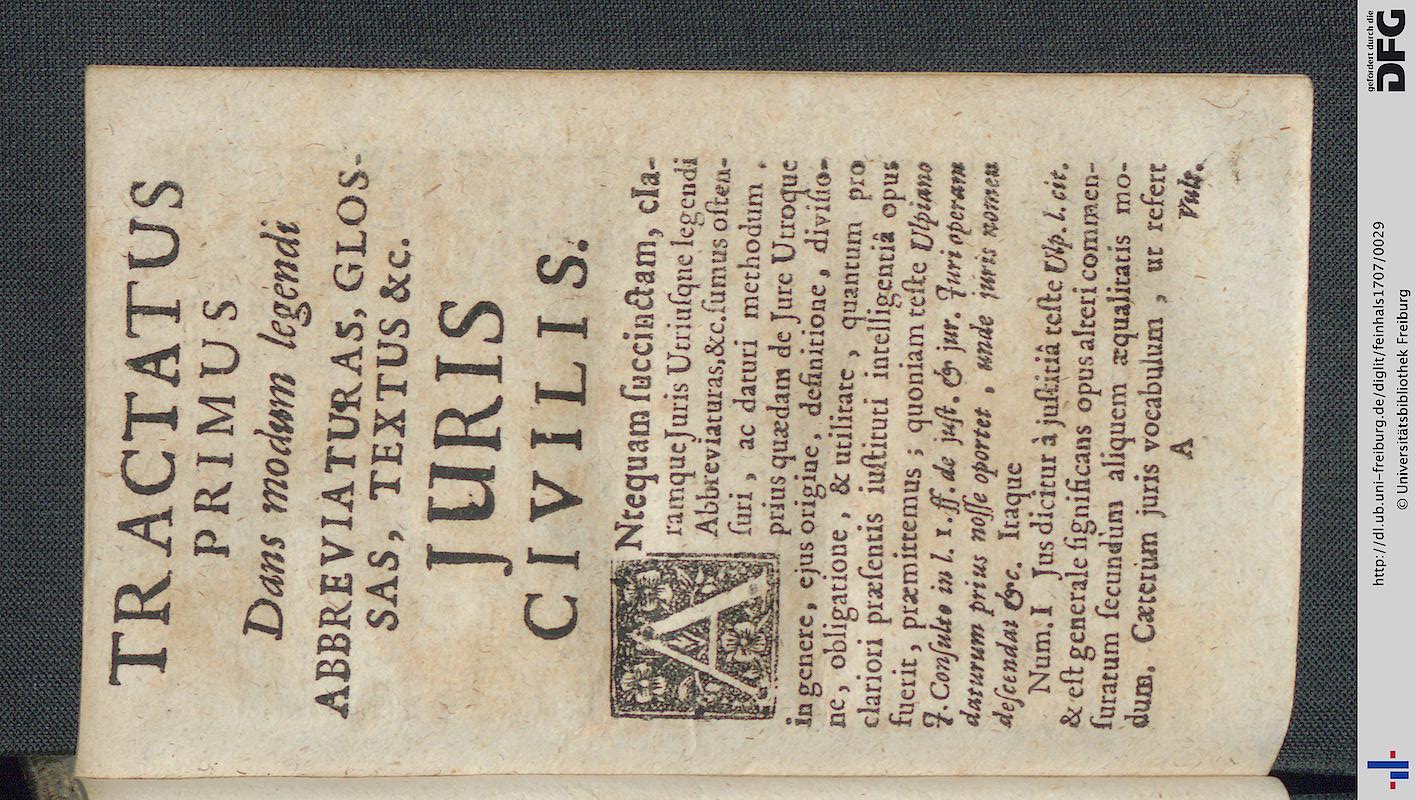 TRACTATUS
PRIMUS
Dans modum legendi
ABBREVIATURAS, GLOS-
SAS, TEXTUS &c.
JURIS
CIVILIS.
ANtequam ſuccinctam, cla-
ramque Juris Utriuſque legendi
Abbreviaturas,&c.ſumus oſten-
ſuri, ac daturi methodum,
prius quædam de Jure Utroque
in genere, ejus origine, definitione, diviſio-
ne, obligatione, & utilitate, quantum pro
clariori præſentis iuſtituti intelligentiâ opus
fuerit, præmittemus; quoniam teſte Ulpiano
J.Conſulto in l. 1. ff. de juſt. & jur. Juri operam
daturum prius noſſe oportet, unde juris nomen
deſcendat &c. Itaque
Num. I Jus dicitur à juſtitiâ teſte Ulp. l. cit.
& eſt generale ſignificans opus alteri commen-
ſuratum ſecundùm aliquem æqualitatis mo-
dum. Cæterùm juris vocabulum, ut refert
A
Vult.
gefördert durch die
DFG
http://dl.ub.uni-freiburg.de/diglit/feinhals1707/0029
© Universitätsbibliothek Freiburg